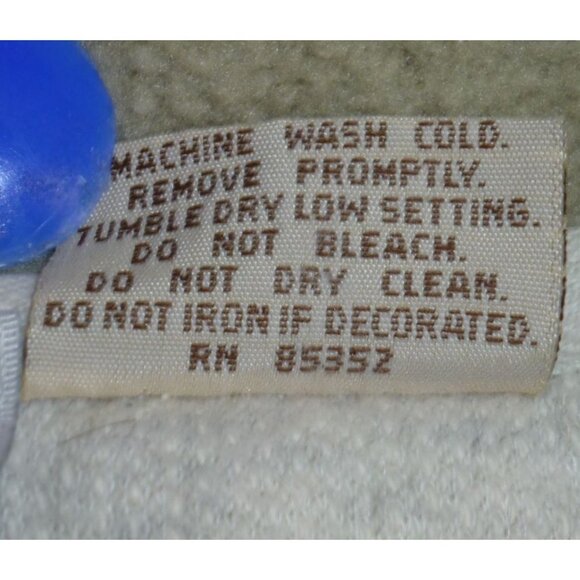 MACHINE WASH COLD.
REMOVE PROMPTLY.
TUMBLE DRY LOW SETTING.
DO NOT BLEACH.
DO NOT DRY CLEAN.
DO NOT IRON IF DECORATED.
RN 85352